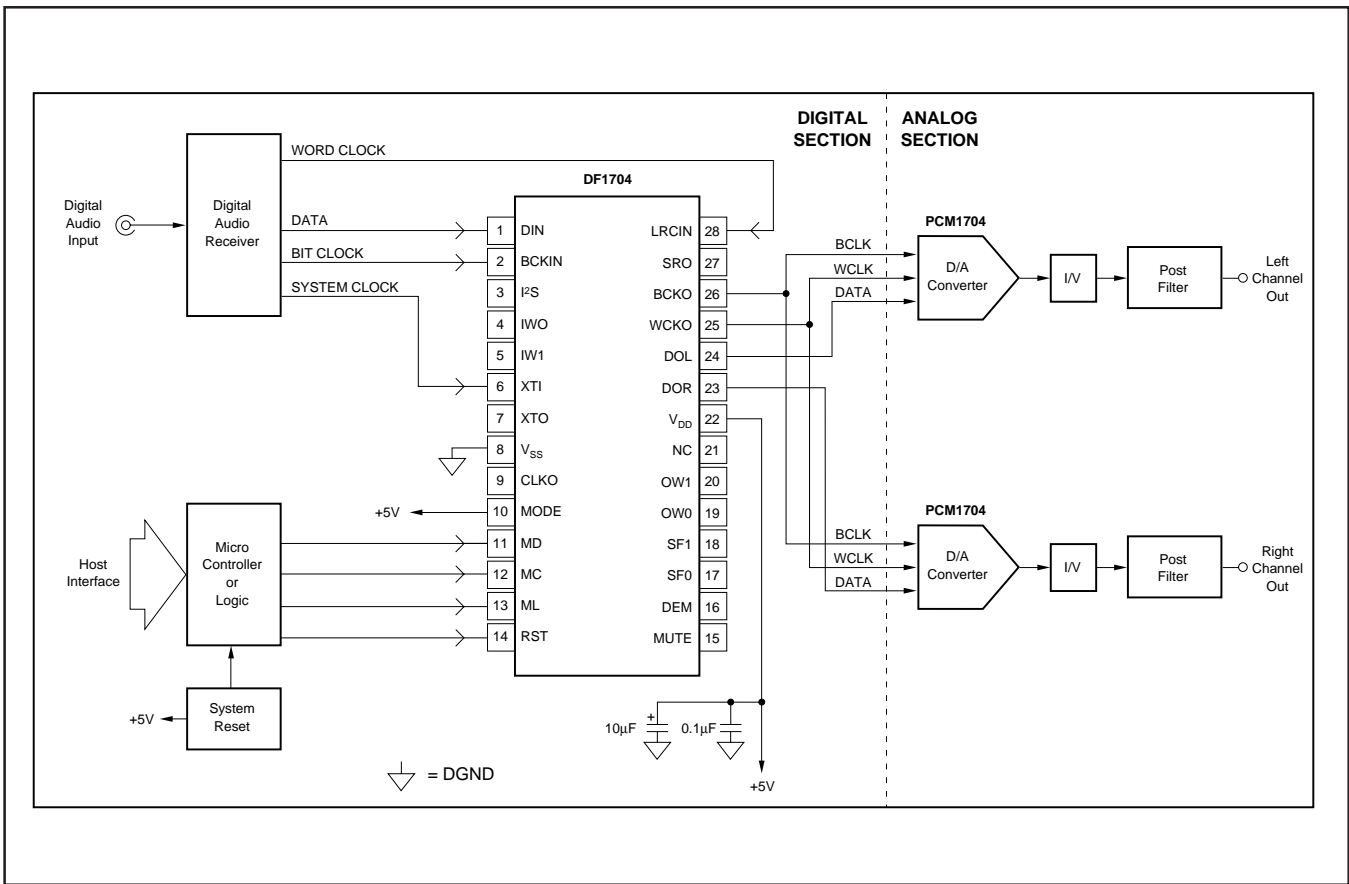 DIGITAL
SECTION
ANALOG
SECTION
Digital
Audio
Input
Digital
Audio
Receiver
WORD CLOCK
DATA
BIT CLOCK
SYSTEM CLOCK
DF1704
1 DIN
2 BCKIN
3 I²S
4 IWO
5 IW1
6 XTI
7 XTO
8 VSS
9 CLKO
10 MODE
11 MD
12 MC
13 ML
14 RST
LRCIN 28
SRO 27
BCKO 26
WCKO 25
DOL 24
DOR 23
VDD 22
NC 21
OW1 20
OW0 19
SF1 18
SF0 17
DEM 16
MUTE 15
+5V
Host
Interface
Micro
Controller
or
Logic
+5V
System
Reset
= DGND
10µF
+
0.1µF
+5V
BCLK
WCLK
DATA
PCM1704
D/A
Converter
I/V
Post
Filter
Left
Channel
Out
BCLK
WCLK
DATA
PCM1704
D/A
Converter
I/V
Post
Filter
Right
Channel
Out